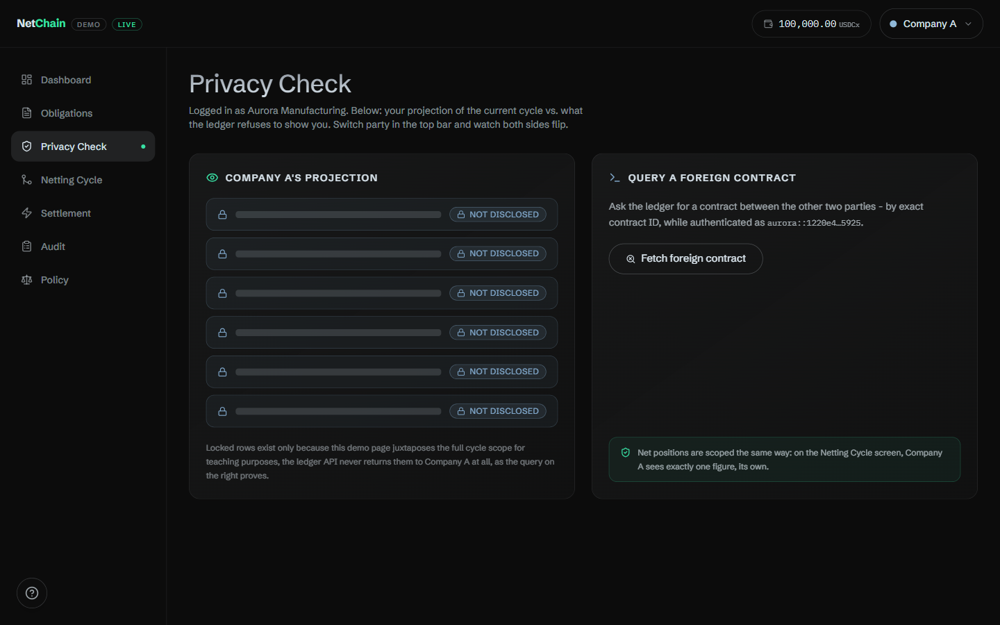 NetChain DEMO LIVE
100,000.00 USDCx
Company A
Dashboard
Obligations
Privacy Check
Netting Cycle
Settlement
Audit
Policy
Privacy Check
Logged in as Aurora Manufacturing. Below: your projection of the current cycle vs. what
the ledger refuses to show you. Switch party in the top bar and watch both sides flip.
COMPANY A'S PROJECTION
NOT DISCLOSED
NOT DISCLOSED
NOT DISCLOSED
NOT DISCLOSED
NOT DISCLOSED
NOT DISCLOSED
Locked rows exist only because this demo page juxtaposes the full cycle scope for
teaching purposes, the ledger API never returns them to Company A at all, as the query on
the right proves.
QUERY A FOREIGN CONTRACT
Ask the ledger for a contract between the other two parties - by exact
contract ID, while authenticated as aurora::1220e4…5925.
Fetch foreign contract
Net positions are scoped the same way: on the Netting Cycle screen, Company
A sees exactly one figure, its own.